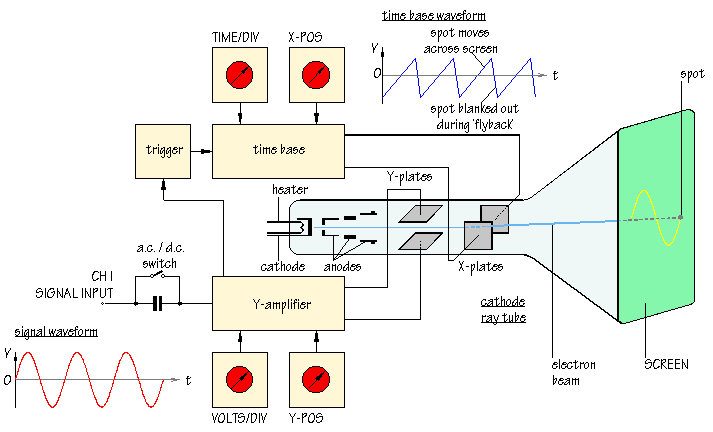 time base waveform
TIME/DIV
X-POS
spot moves
across screen
Y
O
t
spot
spot blanked out
during 'flyback'
trigger
time base
Y-plates
heater
a.c. / d.c.
switch
cathode
anodes
X-plates
CH I
SIGNAL INPUT
Y-amplifier
cathode
ray tube
signal waveform
Y
O
t
electron
beam
SCREEN
VOLTS/DIV
Y-POS